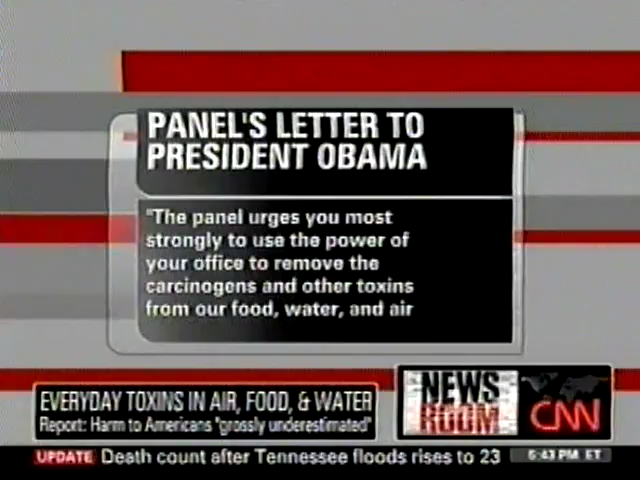 PANEL'S LETTER TO
PRESIDENT OBAMA
"The panel urges you most
strongly to use the power of
your office to remove the
carcinogens and other toxins
from our food, water, and air
EVERYDAY TOXINS IN AIR, FOOD, & WATER
Report: Harm to Americans "grossly underestimated"
NEWS
ROOM
CNN
UPDATE Death count after Tennessee floods rises to 23
5:43 PM ET